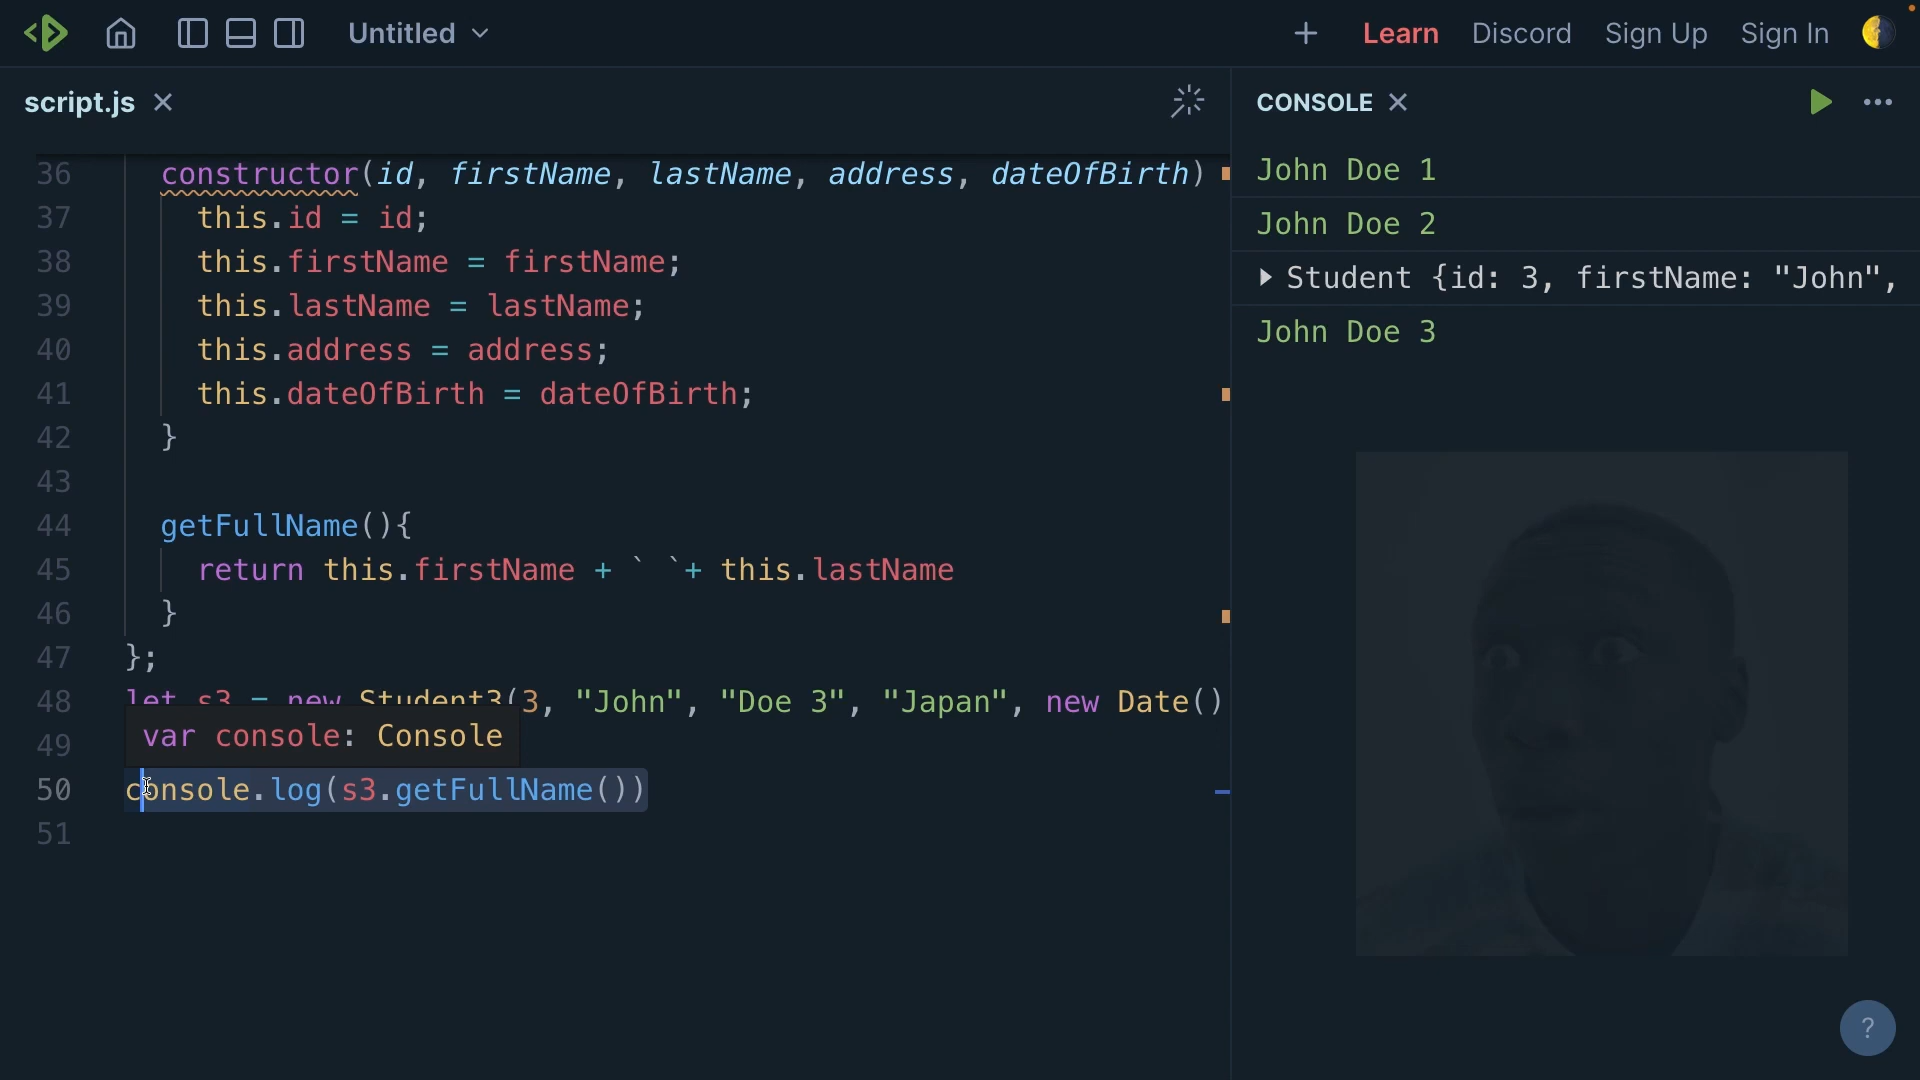 Untitled
+ Learn Discord Sign Up Sign In
script.js
CONSOLE
36 constructor(id, firstName, lastName, address, dateOfBirth)
37 this.id = id;
38 this.firstName = firstName;
39 this.lastName = lastName;
40 this.address = address;
41 this.dateOfBirth = dateOfBirth;
42 }
43
44 getFullName(){
45 return this.firstName + ` `+ this.lastName
46 }
47 };
48 let s3 = new Student3(3, "John", "Doe 3", "Japan", new Date()
49 var console: Console
50 console.log(s3.getFullName())
51
John Doe 1
John Doe 2
Student {id: 3, firstName: "John",
John Doe 3
?